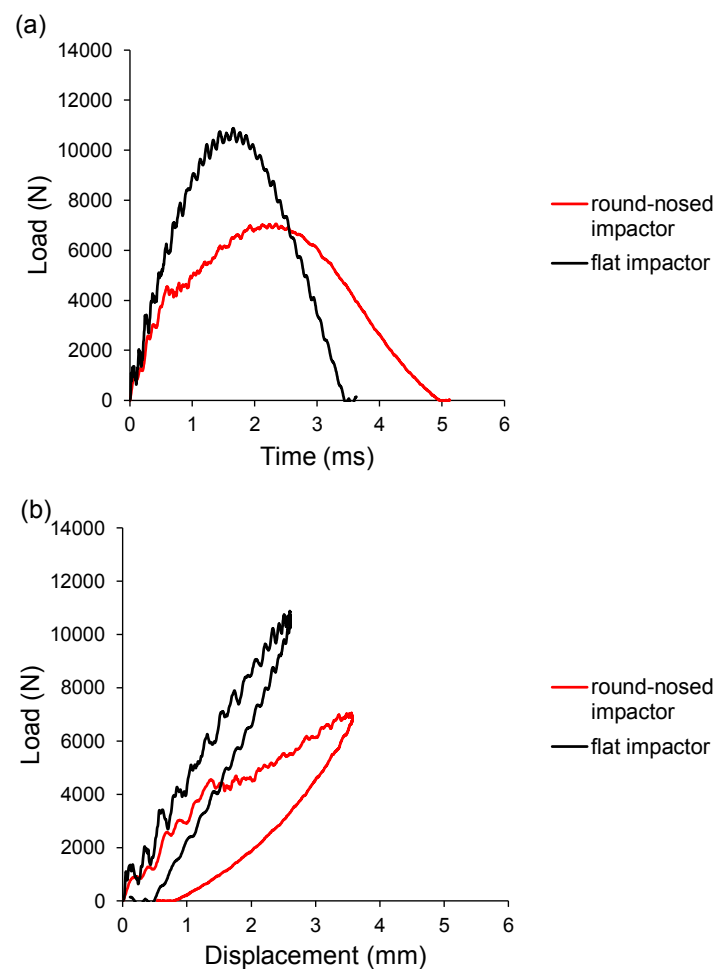 (a)
14000
12000
10000
8000
6000
4000
2000
0
Load (N)
0 1 2 3 4 5 6
Time (ms)
round-nosed
impactor
flat impactor
(b)
14000
12000
10000
8000
6000
4000
2000
0
Load (N)
0 1 2 3 4 5 6
Displacement (mm)
round-nosed
impactor
flat impactor